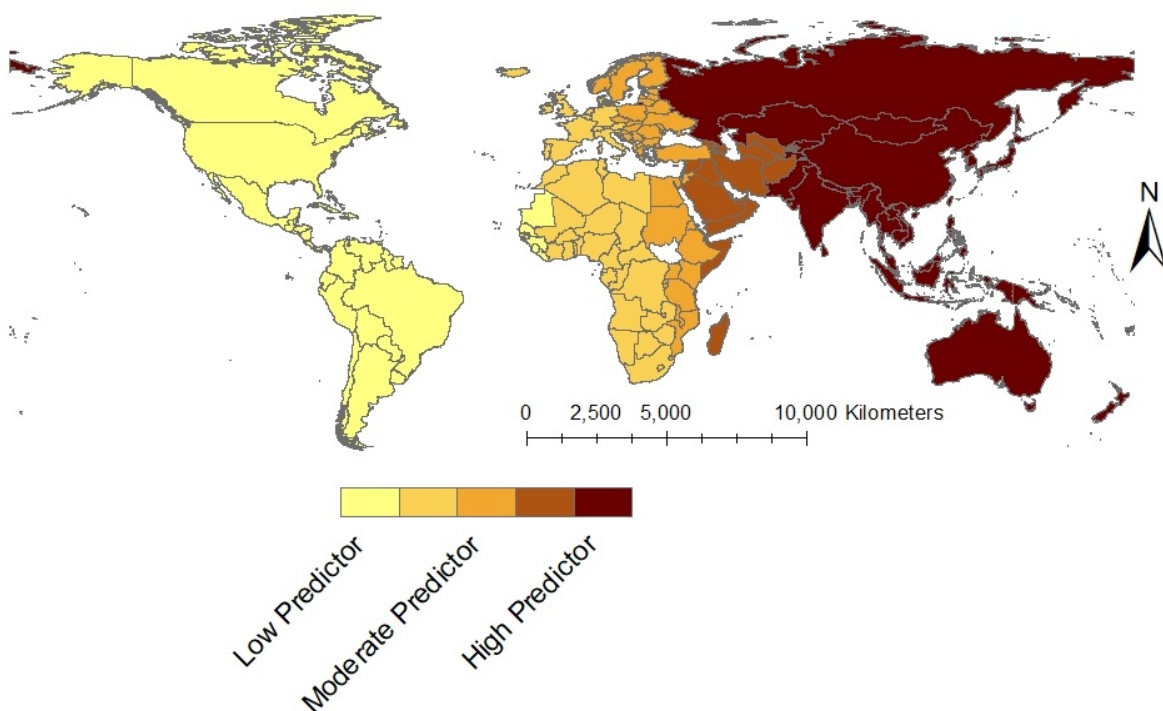 N
0 2,500 5,000 10,000 Kilometers
Low Predictor
Moderate Predictor
High Predictor